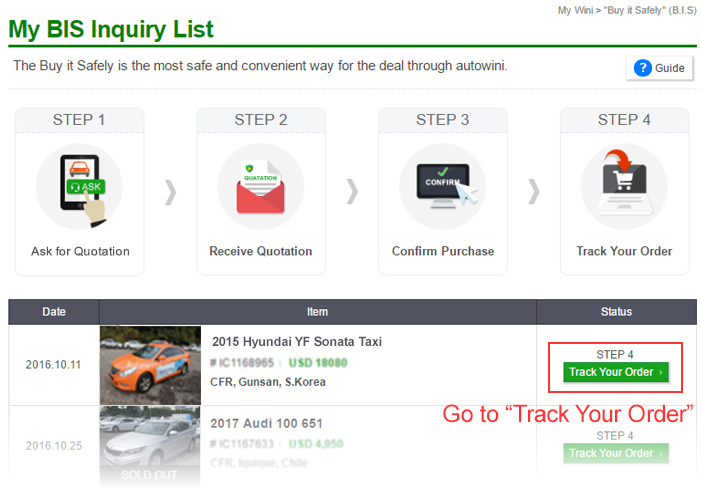 My Wini > "Buy it Safely" (B.I.S)
My BIS Inquiry List
The Buy it Safely is the most safe and convenient way for the deal through autowini.
? Guide
STEP 1
STEP 2
STEP 3
STEP 4
ASK
GUATATION
CONFIRM
Ask for Quotation
Receive Quotation
Confirm Purchase
Track Your Order
Date
Item
Status
2016.10.11
2015 Hyundai YF Sonata Taxi
# IC1168965
USD 18080
CFR, Gunsan, S.Korea
STEP 4
Track Your Order ›
Go to “Track Your Order”
2016.10.25
2017 Audi 100 651
# IC1167633
USD 4,950
CFR, Iquique, Chile
SOLD OUT
STEP 4
Track Your Order ›